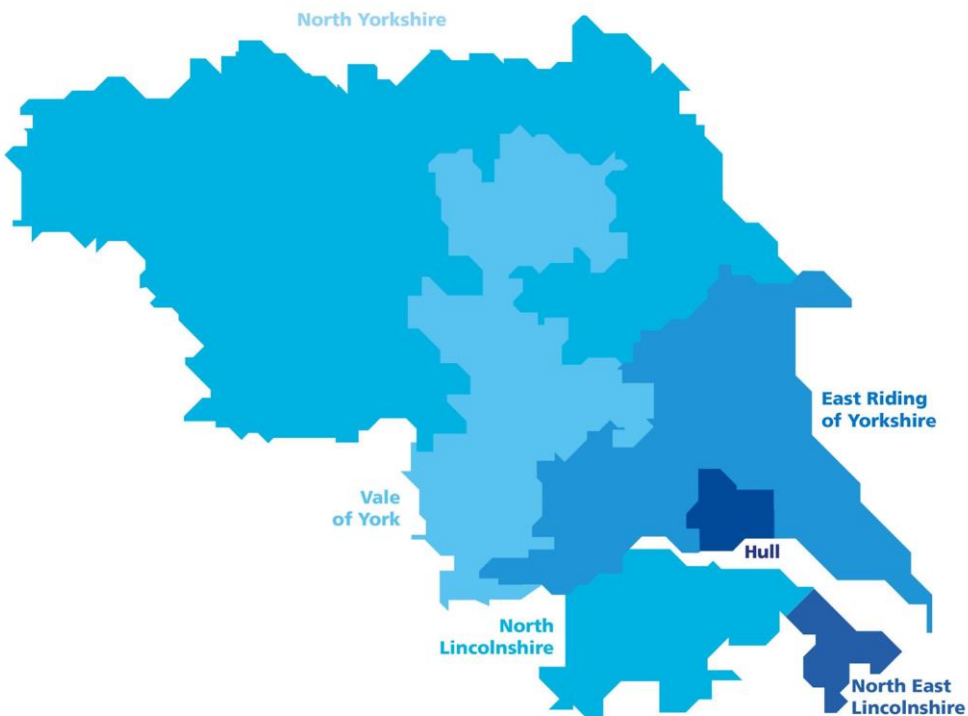 North Yorkshire
East Riding
of Yorkshire
Vale
of York
Hull
North
Lincolnshire
North East
Lincolnshire